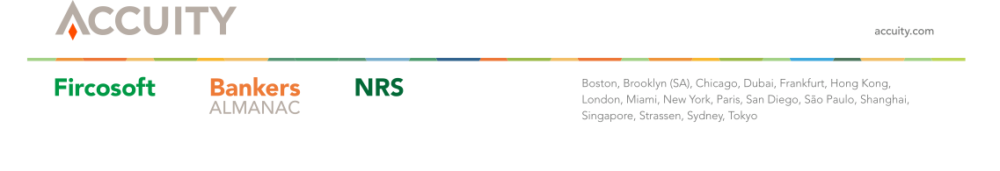 ACCUITY
accuity.com
Fircosoft
Bankers
ALMANAC
NRS
Boston, Brooklyn (SA), Chicago, Dubai, Frankfurt, Hong Kong,
London, Miami, New York, Paris, San Diego, São Paulo, Shanghai,
Singapore, Strassen, Sydney, Tokyo